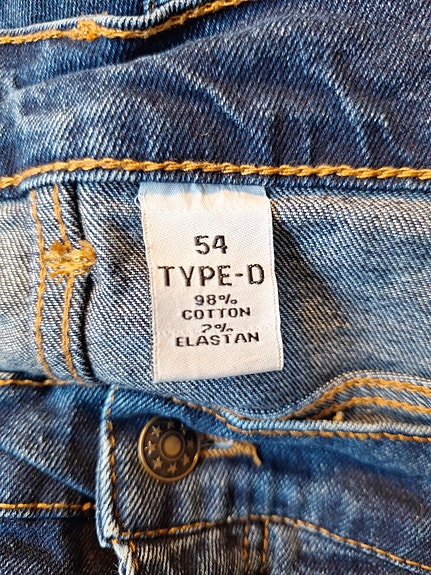 54
TYPE-D
98%
COTTON
2%
ELASTAN